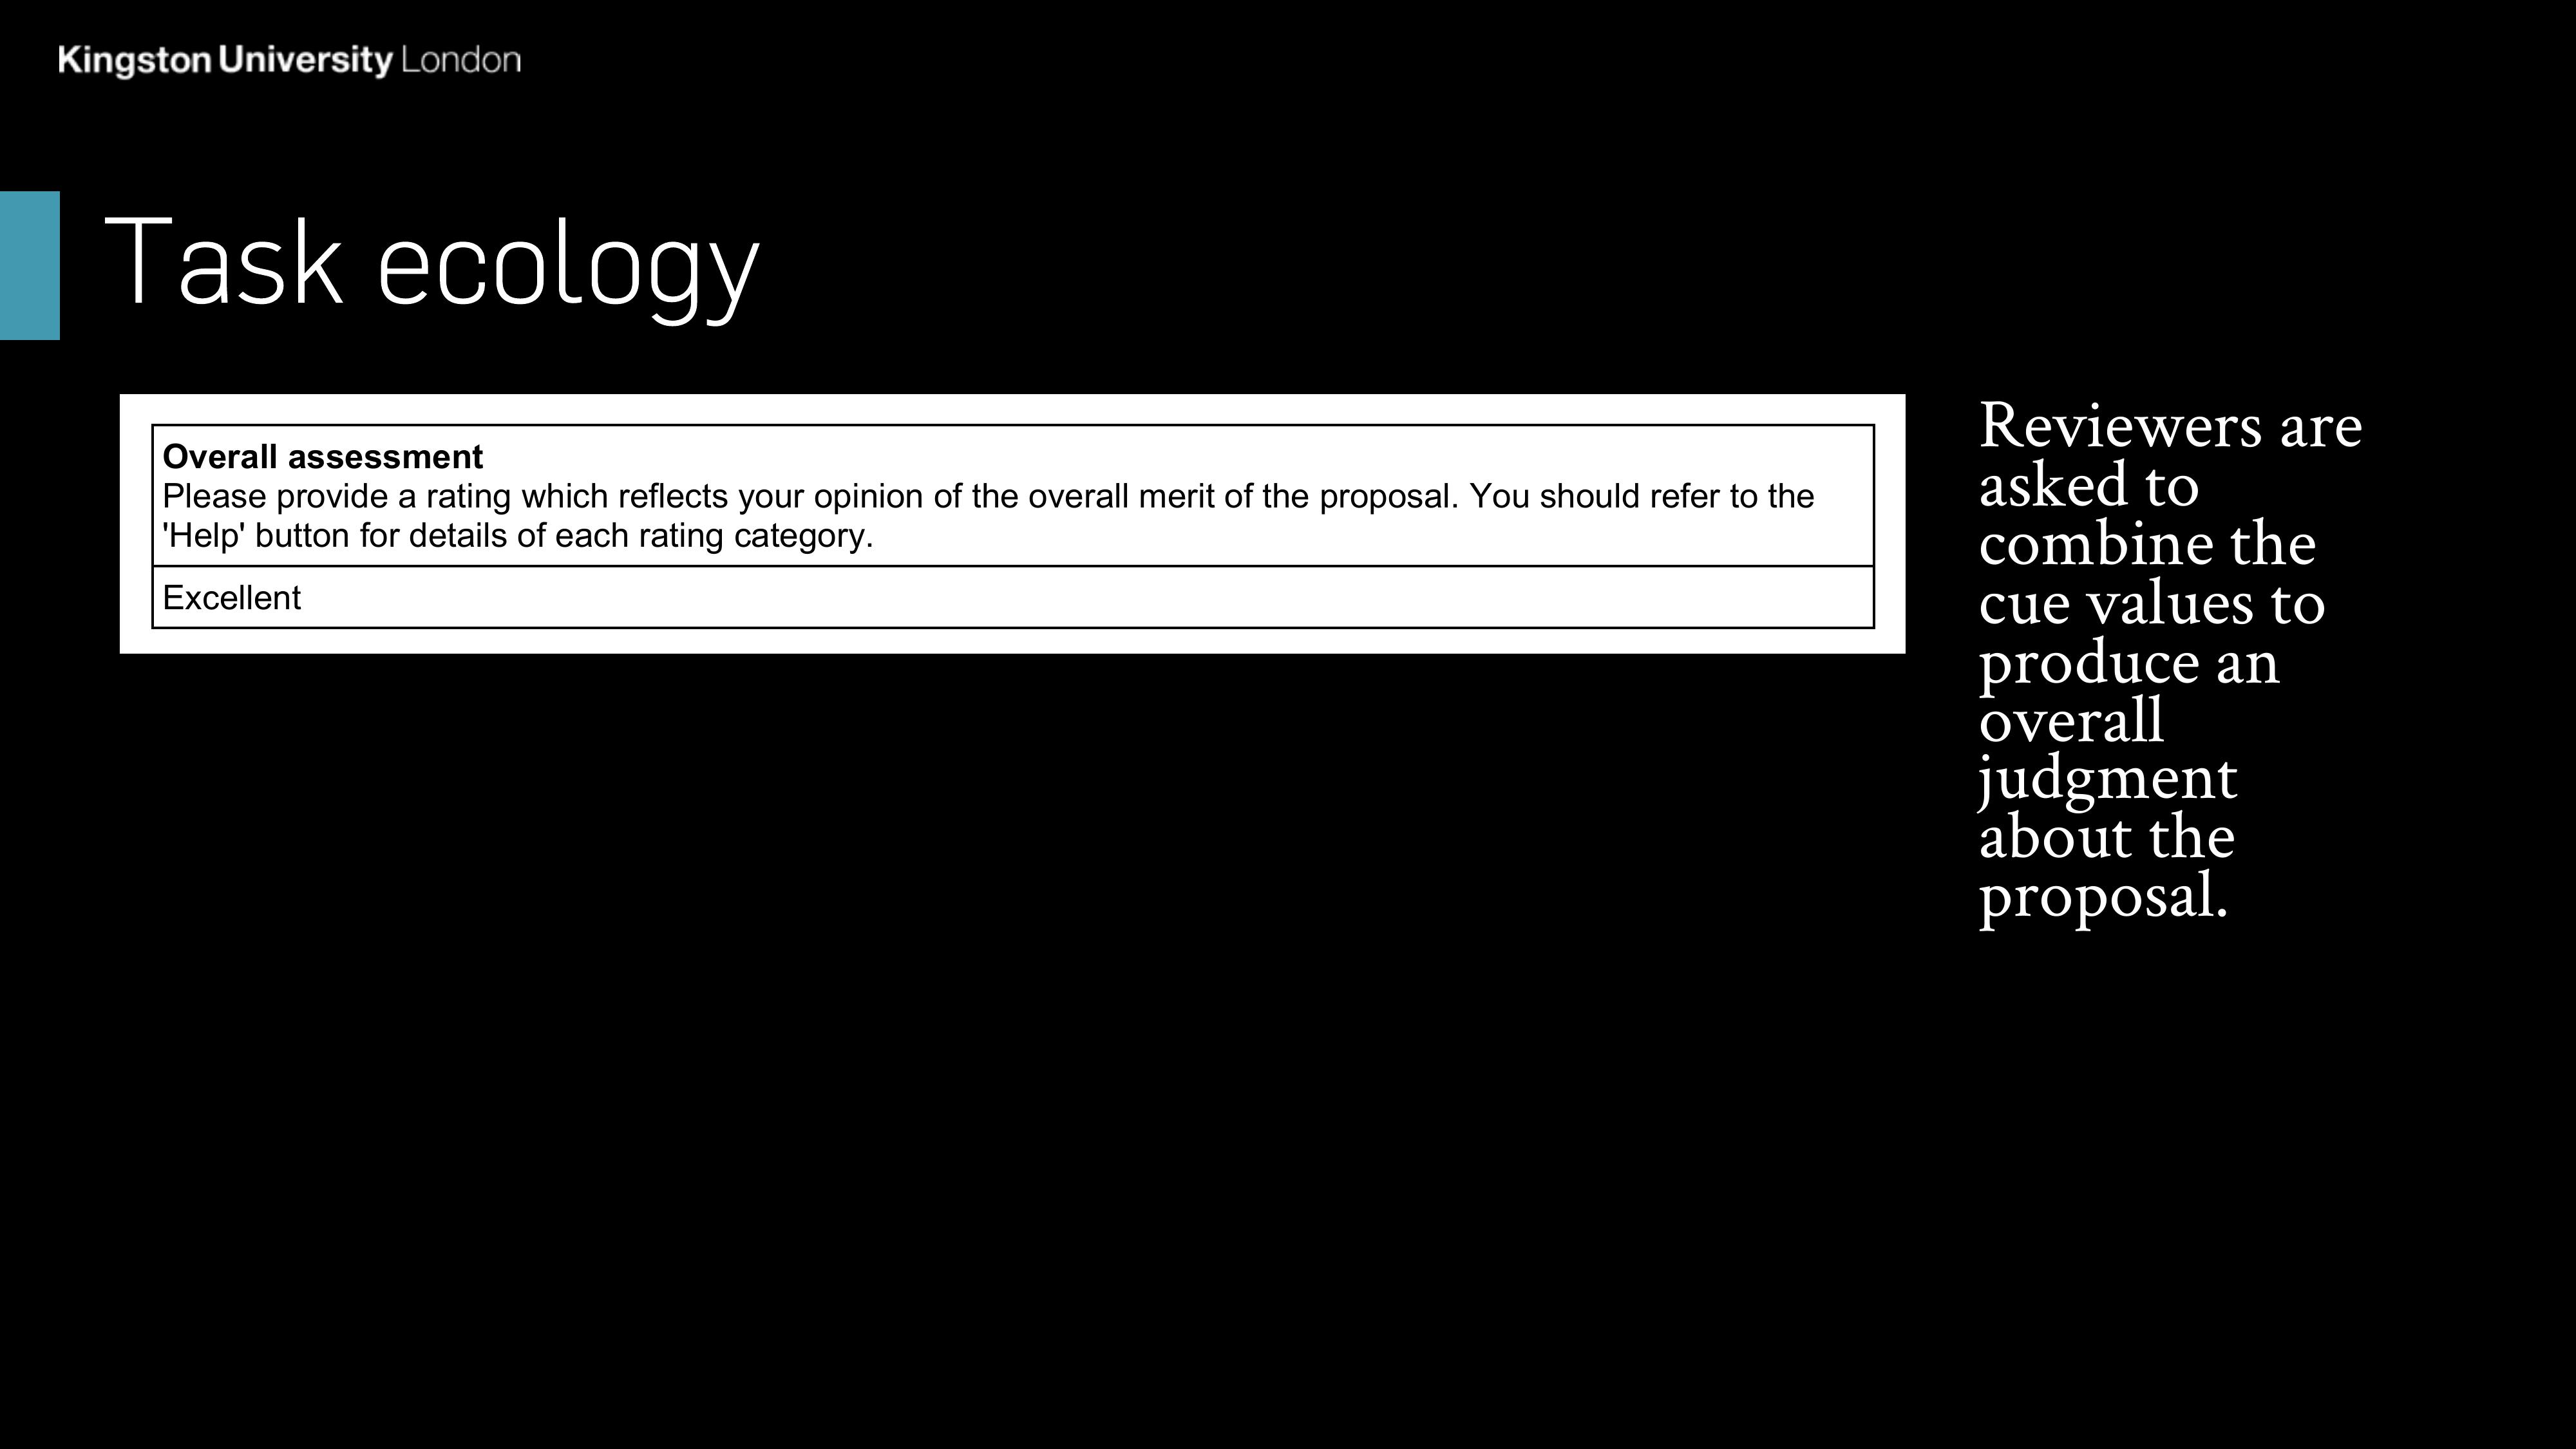 Kingston University London
Task ecology
Overall assessment
Please provide a rating which reflects your opinion of the overall merit of the proposal. You should refer to the
'Help' button for details of each rating category.
Excellent
Reviewers are
asked to
combine the
cue values to
produce an
overall
judgment
about the
proposal.